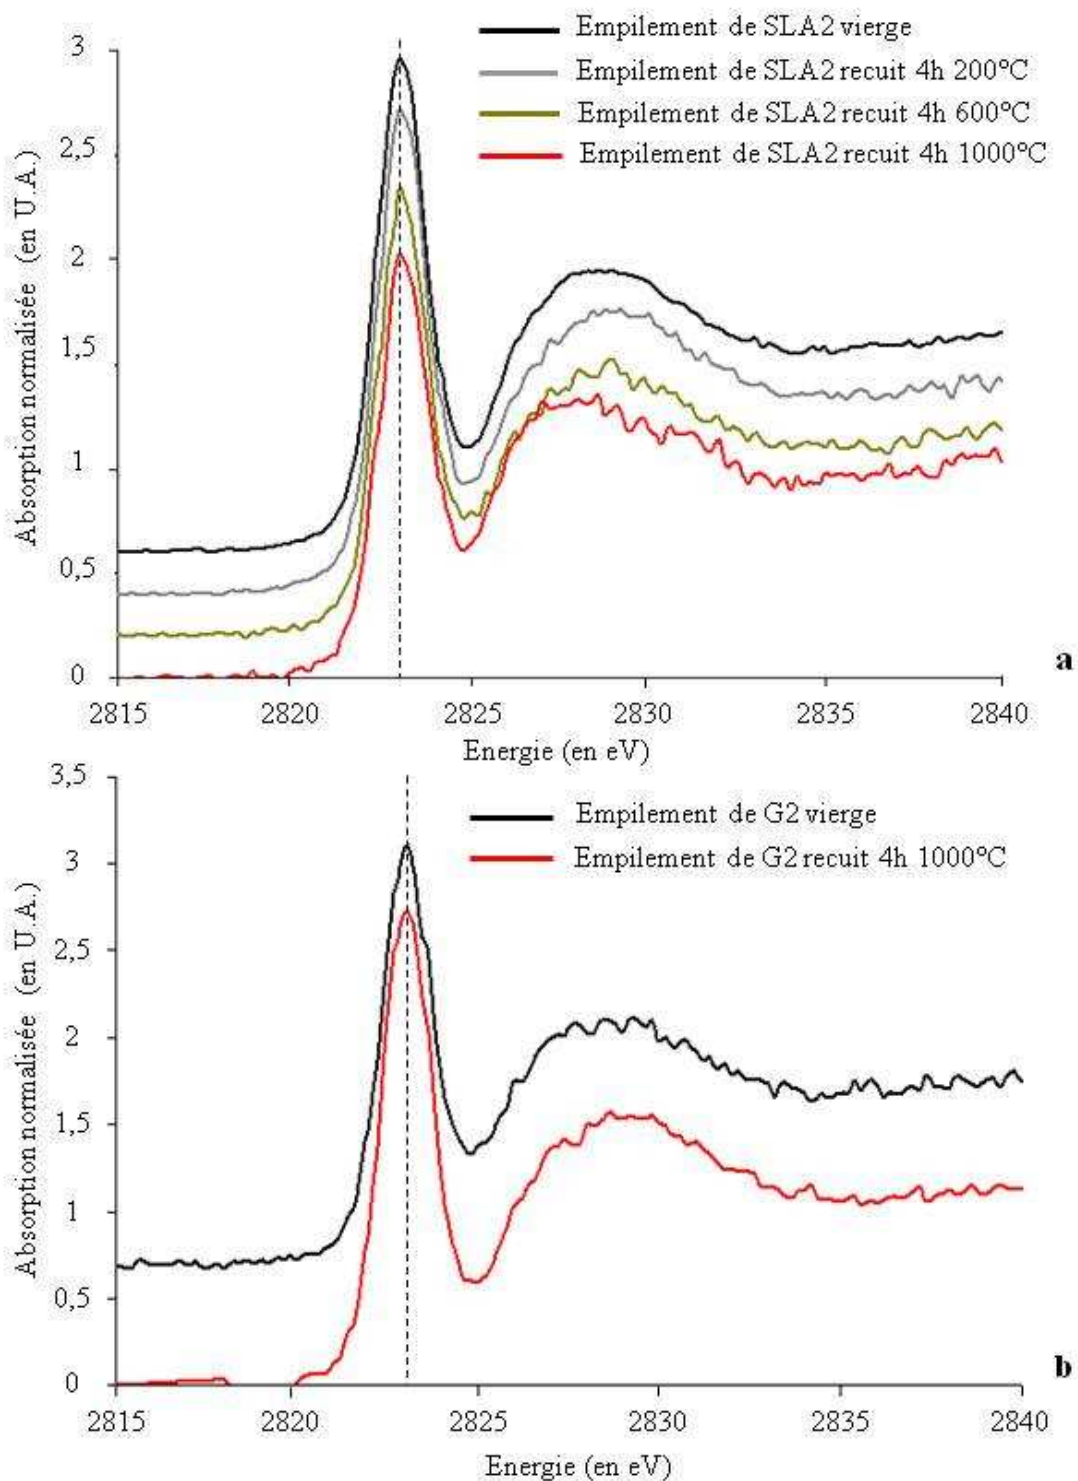 Empilement de SLA2 vierge
Empilement de SLA2 recuit 4h 200°C
Empilement de SLA2 recuit 4h 600°C
Empilement de SLA2 recuit 4h 1000°C
Absorption normalisée (en U.A.)
3
2,5
2
1,5
1
0,5
0
a
2815 2820 2825 2830 2835 2840
Energie (en eV)
Empilement de G2 vierge
Empilement de G2 recuit 4h 1000°C
Absorption normalisée (en U.A.)
3,5
3
2,5
2
1,5
1
0,5
0
b
2815 2820 2825 2830 2835 2840
Energie (en eV)